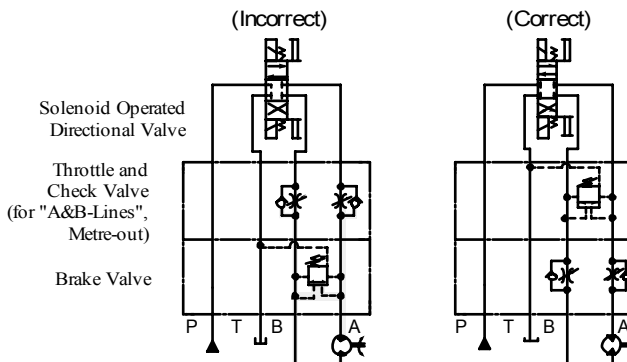 (Incorrect)
(Correct)
Solenoid Operated
Directional Valve
Throttle and
Check Valve
(for "A&B-Lines",
Metre-out)
Brake Valve
P T B A
P T B A